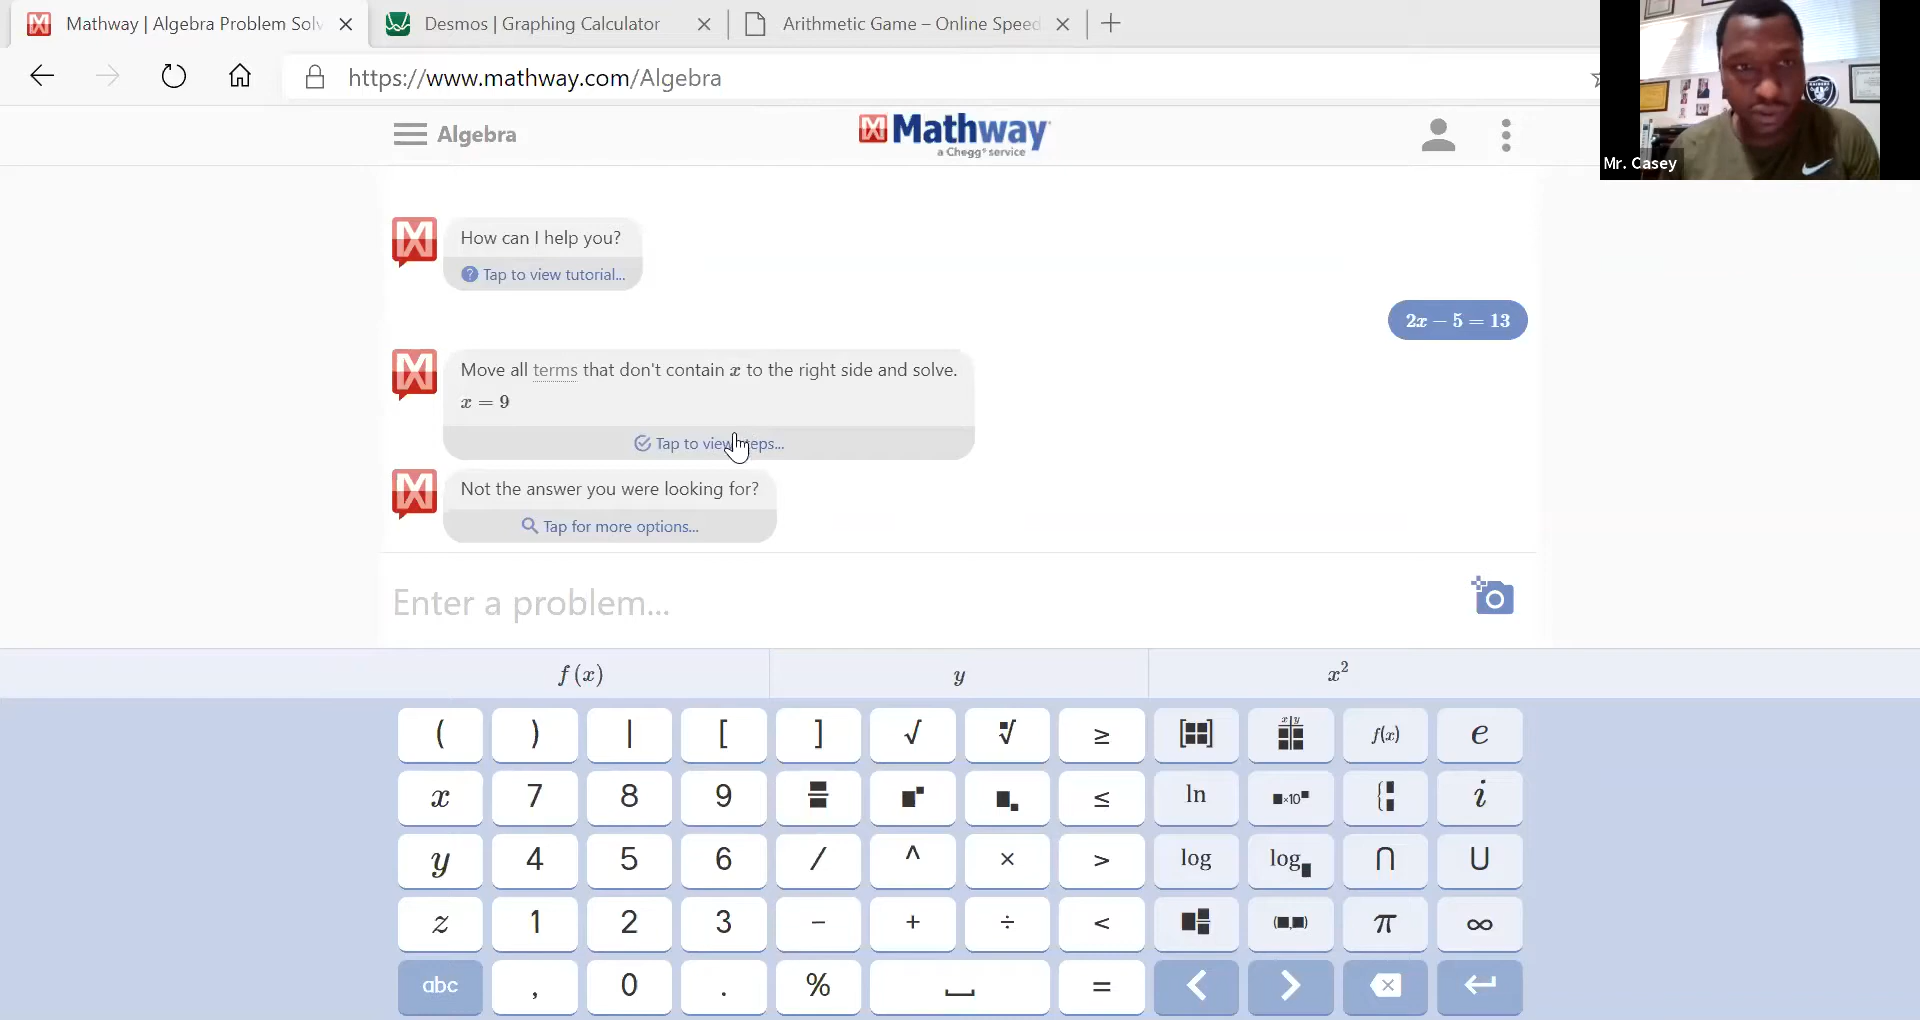 Mathway | Algebra Problem Solv
Desmos | Graphing Calculator
Arithmetic Game – Online Speed
https://www.mathway.com/Algebra
Algebra
Mathway
a Chegg® service
Mr. Casey
RAIDERS
How can I help you?
Tap to view tutorial...
2x − 5 = 13
Move all terms that don't contain x to the right side and solve.
x = 9
Tap to view eps...
Not the answer you were looking for?
Tap for more options...
Enter a problem...
f (x) y x²
( ) | [ ] √ ∜ ≥ [■] x y f(x) e
x 7 8 9 ≤ ln ■×10■ { i
y 4 5 6 / ^ × > log log■ ∩ ∪
z 1 2 3 − + ÷ < (■,■) π ∞
abc , 0 . % =